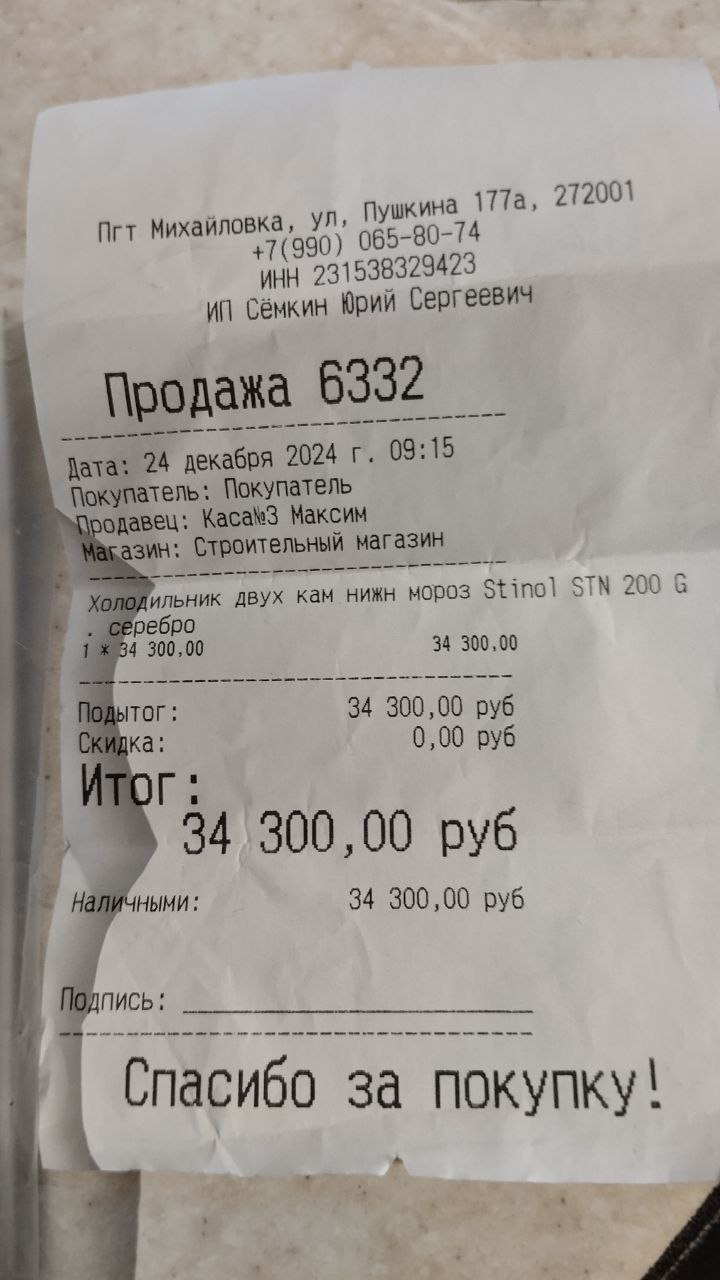 Пгт Михайловка, ул, Пушкина 177а, 272001
+7(990) 065-80-74
ИНН 231538329423
ИП Сёмкин Юрий Сергеевич
Продажа 6332
Дата: 24 декабря 2024 г. 09:15
Покупатель: Покупатель
Продавец: Каса№3 Максим
Магазин: Строительный магазин
Холодильник двух кам нижн мороз Stinol STN 200 G
. серебро
1 * 34 300,00 34 300,00
Подытог: 34 300,00 руб
Скидка: 0,00 руб
Итог:
34 300,00 руб
Наличными: 34 300,00 руб
Подпись:
Спасибо за покупку!